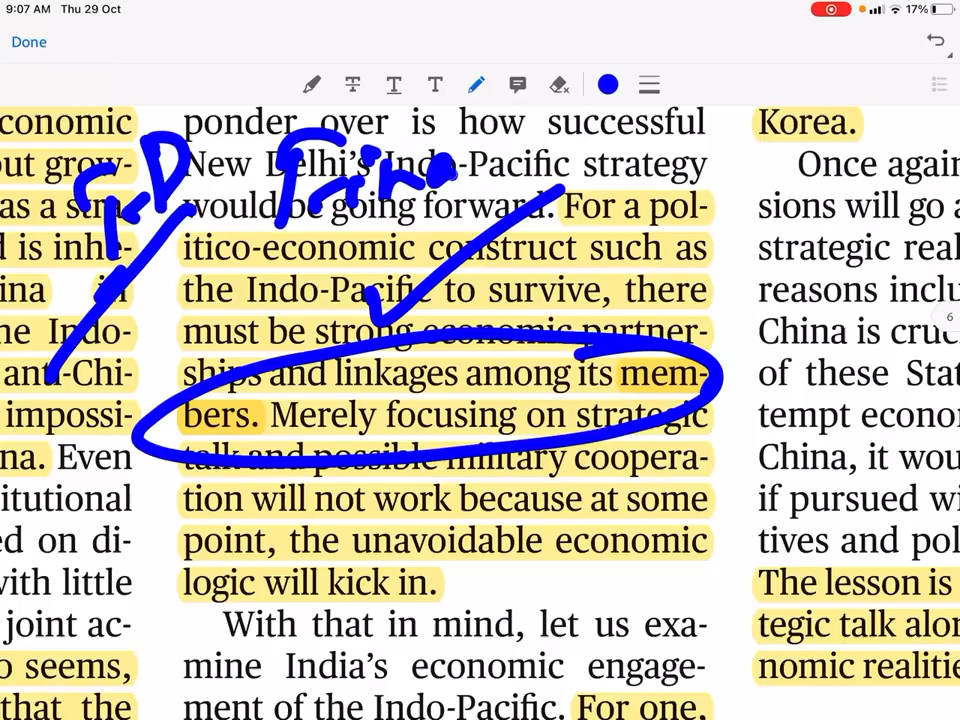 9:07 AM Thu 29 Oct
17%
Done
conomic
out grow-
as a stra-
d is inhe-
ina in
ne Indo-
anti-Chi-
impossi-
na. Even
titutional
ed on di-
with little
joint ac-
o seems,
that the
ponder over is how successful
New Delhi's Indo-Pacific strategy
would be going forward. For a pol-
itico-economic construct such as
the Indo-Pacific to survive, there
must be strong economic partner-
ships and linkages among its mem-
bers. Merely focusing on strategic
talk and possible military coopera-
tion will not work because at some
point, the unavoidable economic
logic will kick in.
With that in mind, let us exa-
mine India's economic engage-
ment of the Indo-Pacific. For one,
Korea.
Once again
sions will go a
strategic real
reasons inclu
China is cruc
of these Stat
tempt econo
China, it wou
if pursued wi
tives and pol
The lesson is
tegic talk alon
nomic realitie
6